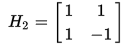 H₂ = [ 1 1
1 −1 ]